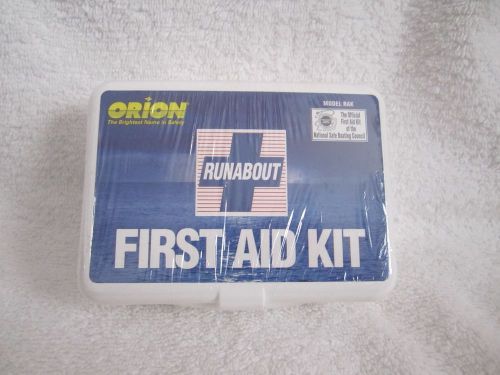 ORION
The Brightest Name in Safety
MODEL RAK
The Official
First Aid Kit
of the
National Safe Boating Council
RUNABOUT
FIRST AID KIT